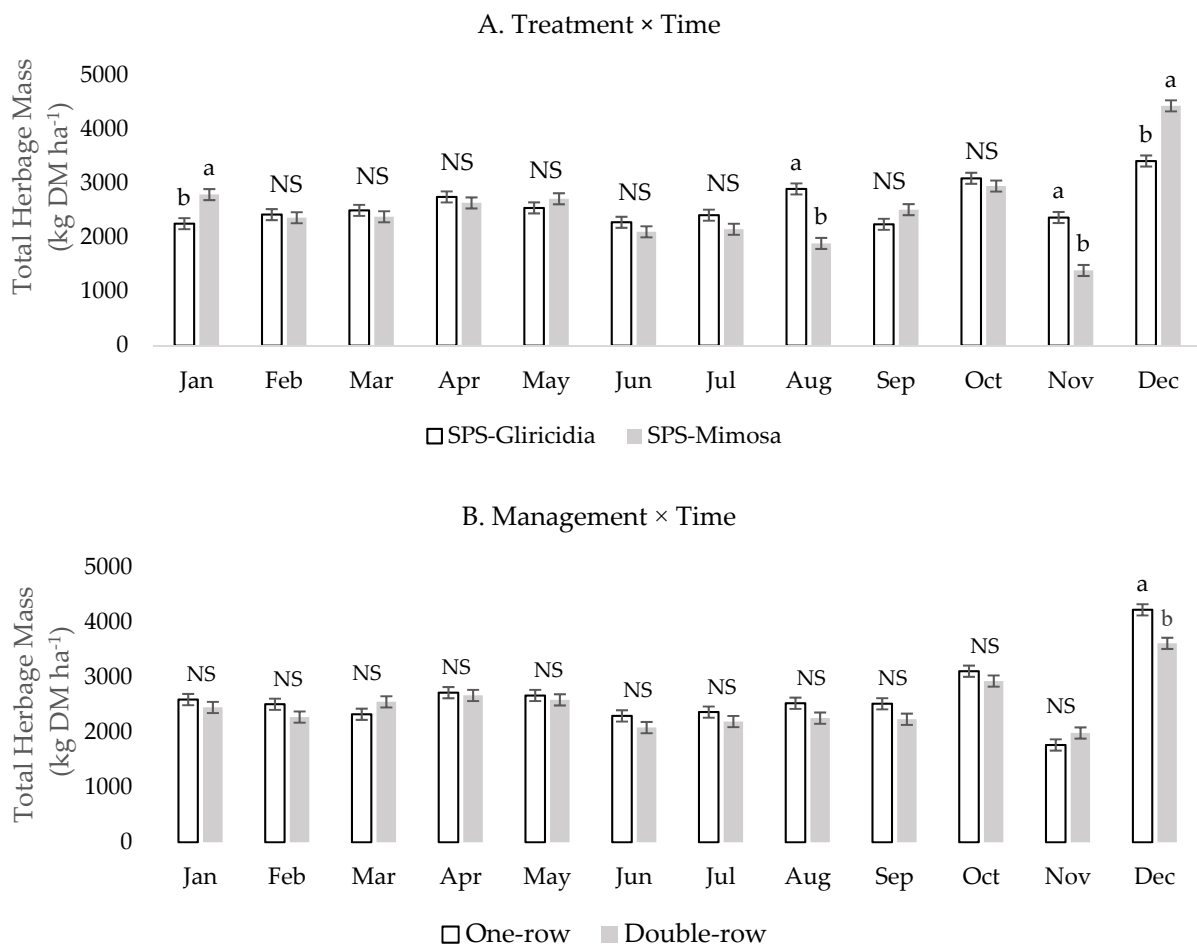 A. Treatment × Time
Total Herbage Mass
(kg DM ha-1)
5000
4000
3000
2000
1000
0
b a NS NS NS NS NS NS a b NS NS a b b a
Jan Feb Mar Apr May Jun Jul Aug Sep Oct Nov Dec
SPS-Gliricidia SPS-Mimosa
B. Management × Time
Total Herbage Mass
(kg DM ha-1)
5000
4000
3000
2000
1000
0
NS NS NS NS NS NS NS NS NS NS NS a b
Jan Feb Mar Apr May Jun Jul Aug Sep Oct Nov Dec
One-row Double-row